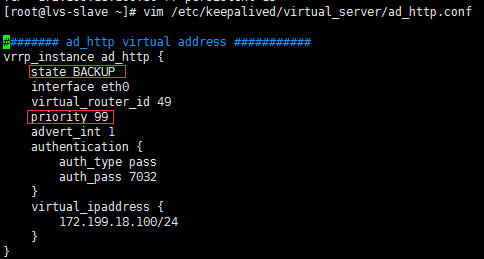 [root@lvs-slave ~]# vim /etc/keepalived/virtual_server/ad_http.conf
####### ad_http virtual address ###########
vrrp_instance ad_http {
    state BACKUP
    interface eth0
    virtual_router_id 49
    priority 99
    advert_int 1
    authentication {
        auth_type pass
        auth_pass 7032
    }
    virtual_ipaddress {
        172.199.18.100/24
    }
}